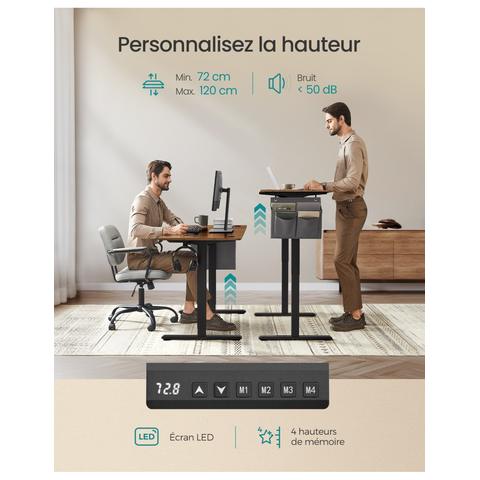 Personnalisez la hauteur
Min. 72 cm
Max. 120 cm
Bruit
< 50 dB
72.8 M1 M2 M3 M4
LED
Écran LED
4 hauteurs
de mémoire